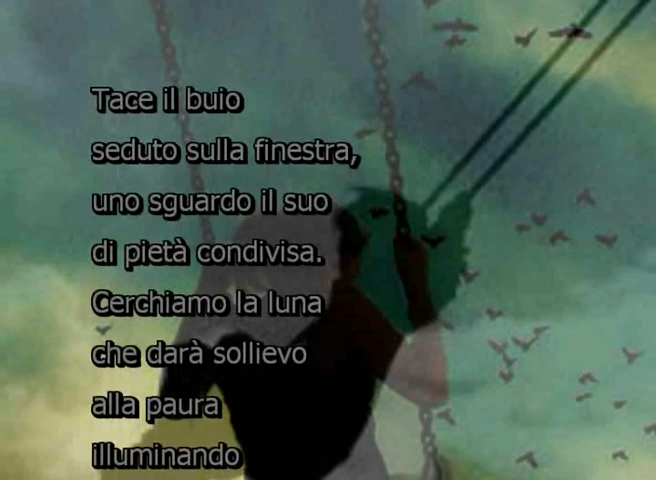 Tace il buio
seduto sulla finestra,
uno sguardo il suo
di pietà condivisa.
Cerchiamo la luna
che darà sollievo
alla paura
illuminando